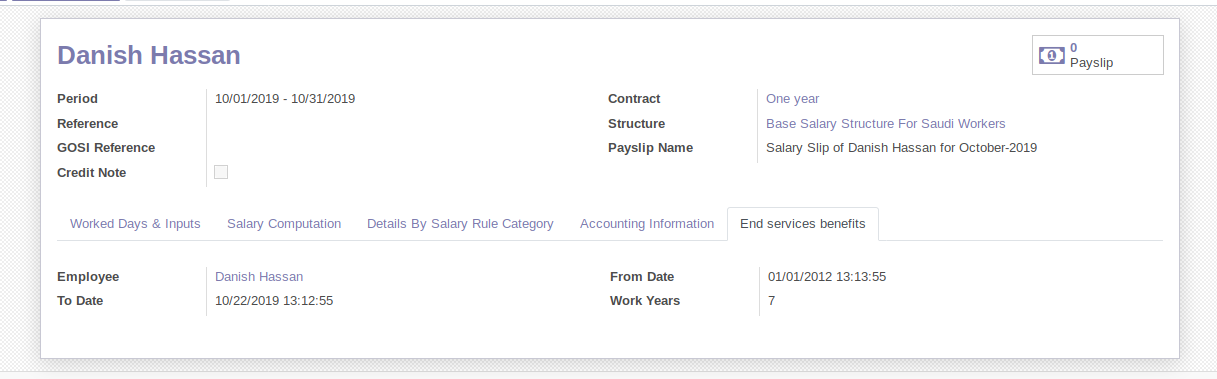 Danish Hassan
0
Payslip
Period 10/01/2019 - 10/31/2019
Contract One year
Reference
Structure Base Salary Structure For Saudi Workers
GOSI Reference
Payslip Name Salary Slip of Danish Hassan for October-2019
Credit Note
Worked Days & Inputs Salary Computation Details By Salary Rule Category Accounting Information End services benefits
Employee Danish Hassan
From Date 01/01/2012 13:13:55
To Date 10/22/2019 13:12:55
Work Years 7